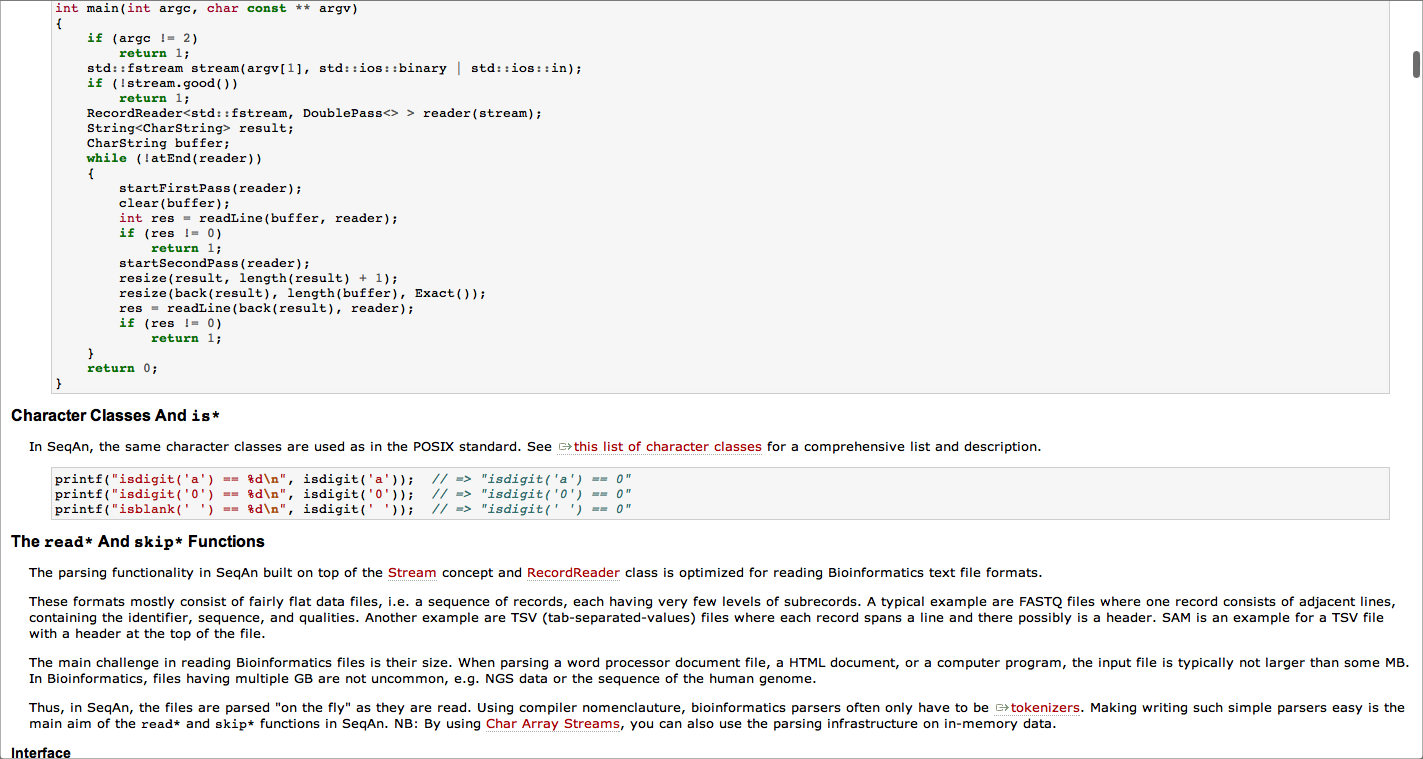 int main(int argc, char const ** argv)
{
    if (argc != 2)
        return 1;
    std::fstream stream(argv[1], std::ios::binary | std::ios::in);
    if (!stream.good())
        return 1;
    RecordReader<std::fstream, DoublePass<> > reader(stream);
    String<CharString> result;
    CharString buffer;
    while (!atEnd(reader))
    {
        startFirstPass(reader);
        clear(buffer);
        int res = readLine(buffer, reader);
        if (res != 0)
            return 1;
        startSecondPass(reader);
        resize(result, length(result) + 1);
        resize(back(result), length(buffer), Exact());
        res = readLine(back(result), reader);
        if (res != 0)
            return 1;
    }
    return 0;
}
Character Classes And is*
In SeqAn, the same character classes are used as in the POSIX standard. See this list of character classes for a comprehensive list and description.
printf("isdigit('a') == %d\n", isdigit('a'));  // => "isdigit('a') == 0"
printf("isdigit('0') == %d\n", isdigit('0'));  // => "isdigit('0') == 0"
printf("isblank(' ') == %d\n", isdigit(' '));  // => "isdigit(' ') == 0"
The read* And skip* Functions
The parsing functionality in SeqAn built on top of the Stream concept and RecordReader class is optimized for reading Bioinformatics text file formats.
These formats mostly consist of fairly flat data files, i.e. a sequence of records, each having very few levels of subrecords. A typical example are FASTQ files where one record consists of adjacent lines,
containing the identifier, sequence, and qualities. Another example are TSV (tab-separated-values) files where each record spans a line and there possibly is a header. SAM is an example for a TSV file
with a header at the top of the file.
The main challenge in reading Bioinformatics files is their size. When parsing a word processor document file, a HTML document, or a computer program, the input file is typically not larger than some MB.
In Bioinformatics, files having multiple GB are not uncommon, e.g. NGS data or the sequence of the human genome.
Thus, in SeqAn, the files are parsed "on the fly" as they are read. Using compiler nomenclauture, bioinformatics parsers often only have to be tokenizers. Making writing such simple parsers easy is the
main aim of the read* and skip* functions in SeqAn. NB: By using Char Array Streams, you can also use the parsing infrastructure on in-memory data.
Interface